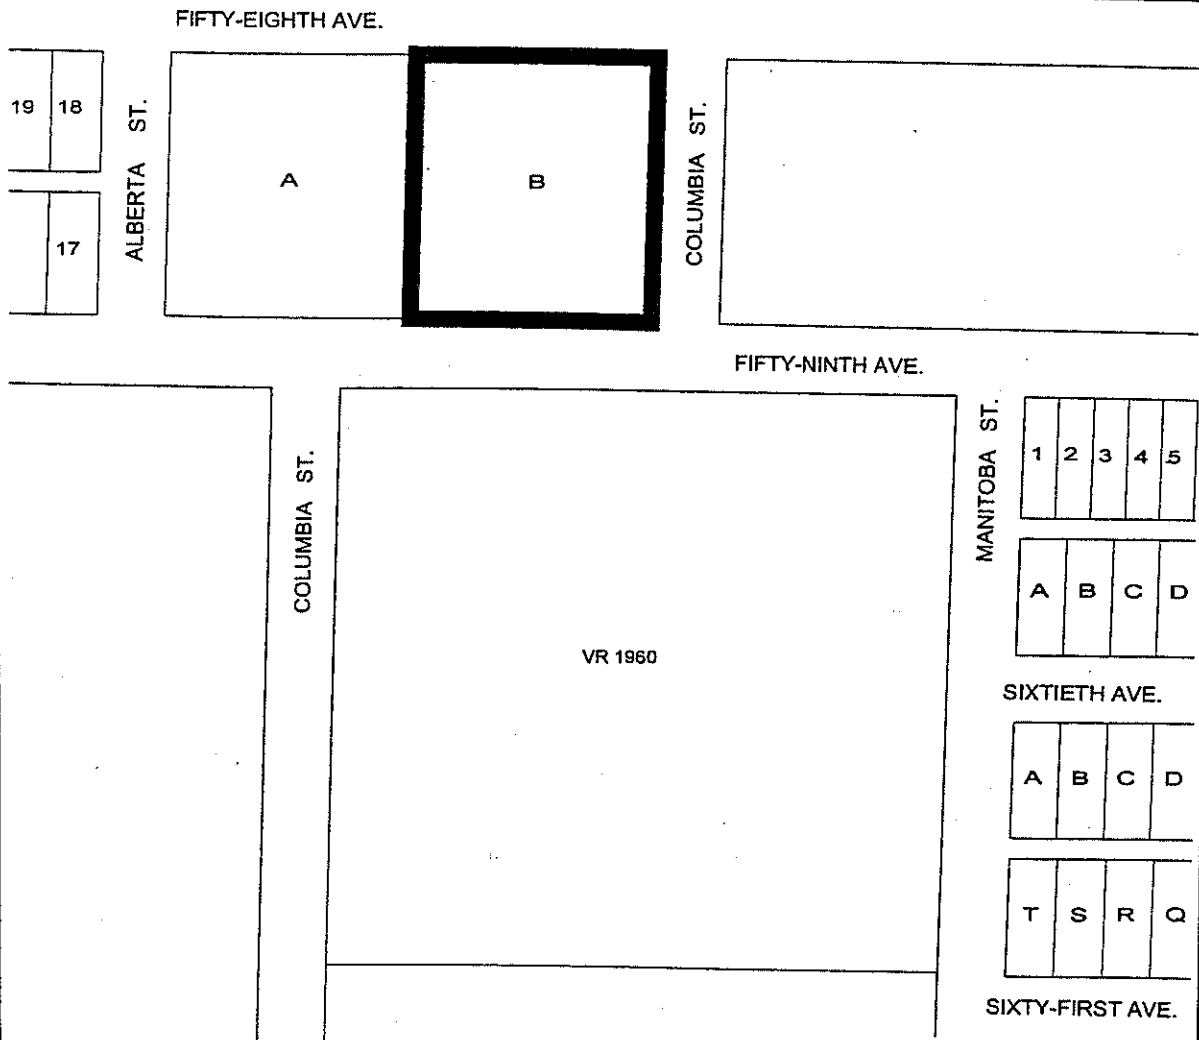 FIFTY-EIGHTH AVE.
19 18
ALBERTA ST.
A
B
COLUMBIA ST.
17
FIFTY-NINTH AVE.
COLUMBIA ST.
VR 1960
MANITOBA ST.
1 2 3 4 5
A B C D
SIXTIETH AVE.
A B C D
T S R Q
SIXTY-FIRST AVE.